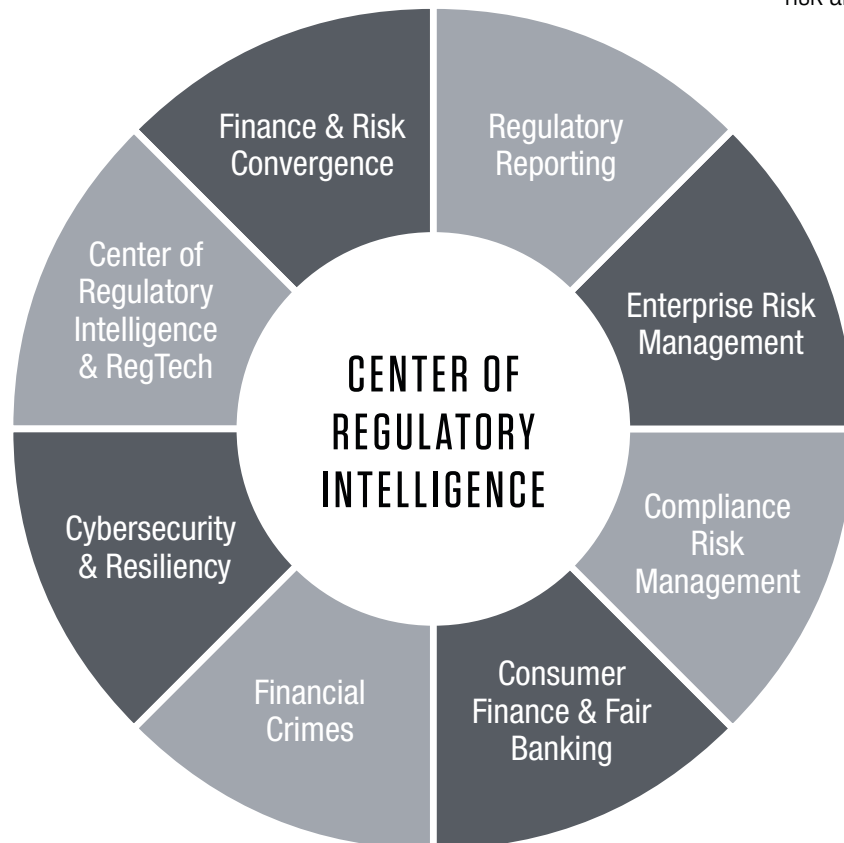 Finance & Risk
Convergence
Regulatory
Reporting
Enterprise Risk
Management
Compliance
Risk
Management
Consumer
Finance & Fair
Banking
Financial
Crimes
Cybersecurity
& Resiliency
Center of
Regulatory
Intelligence
& RegTech
CENTER OF
REGULATORY
INTELLIGENCE